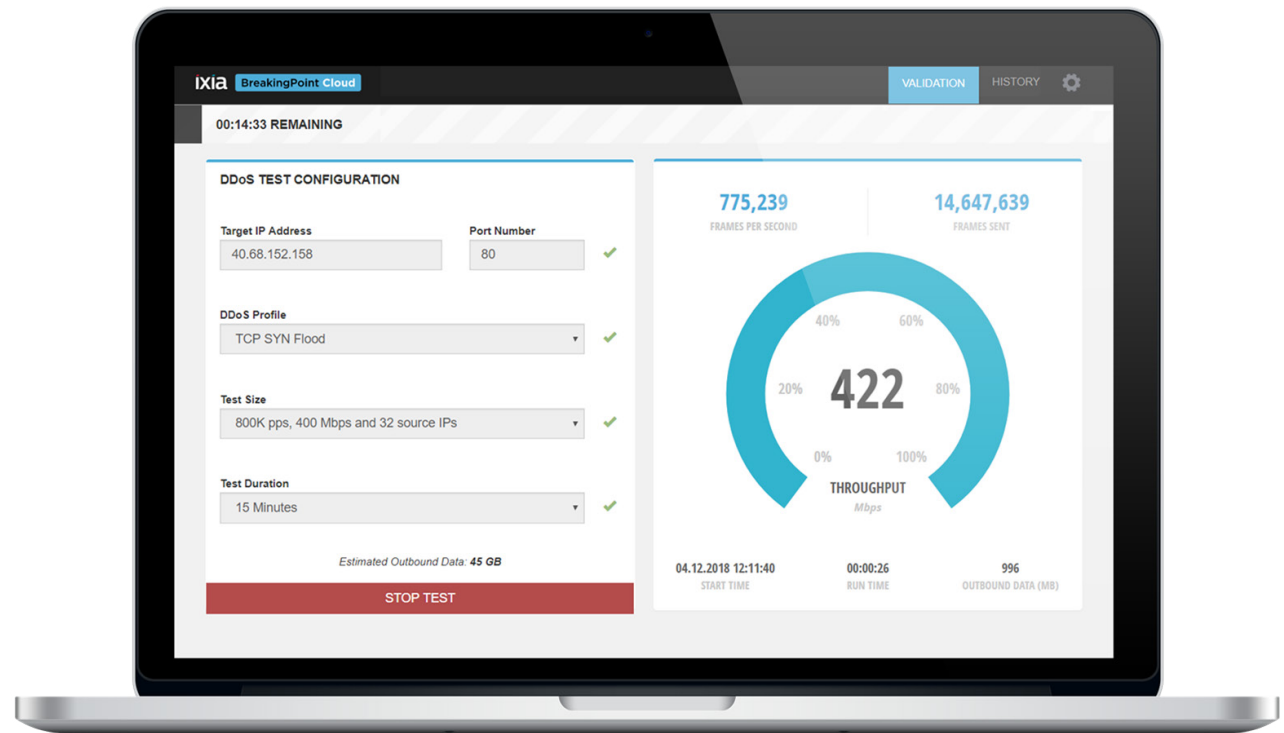 ixia BreakingPoint Cloud VALIDATION HISTORY
00:14:33 REMAINING
DDoS TEST CONFIGURATION
Target IP Address Port Number
40.68.152.158 80
DDoS Profile
TCP SYN Flood
Test Size
800K pps, 400 Mbps and 32 source IPs
Test Duration
15 Minutes
Estimated Outbound Data: 45 GB
STOP TEST
775,239 14,647,639
FRAMES PER SECOND FRAMES SENT
40% 60%
20% 422 80%
0% 100%
THROUGHPUT
Mbps
04.12.2018 12:11:40 00:00:26 996
START TIME RUN TIME OUTBOUND DATA (MB)